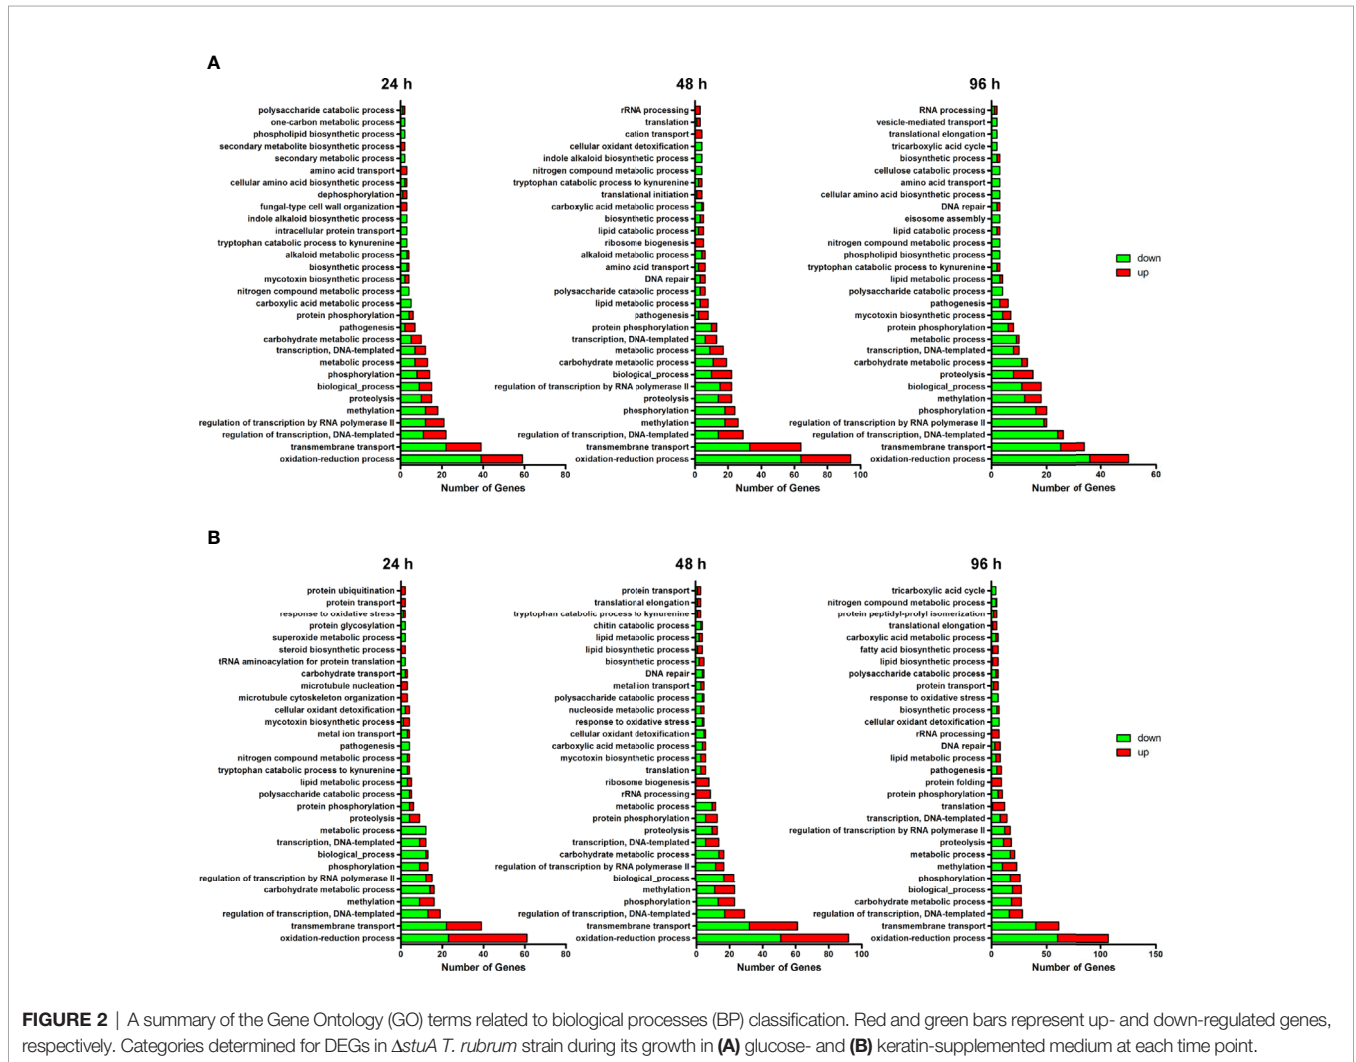 A
24 h
polysaccharide catabolic process
one-carbon metabolic process
phospholipid biosynthetic process
secondary metabolite biosynthetic process
secondary metabolic process
amino acid transport
cellular amino acid biosynthetic process
dephosphorylation
fungal-type cell wall organization
indole alkaloid biosynthetic process
intracellular protein transport
tryptophan catabolic process to kynurenine
alkaloid metabolic process
biosynthetic process
mycotoxin biosynthetic process
nitrogen compound metabolic process
carboxylic acid metabolic process
protein phosphorylation
pathogenesis
carbohydrate metabolic process
transcription, DNA-templated
metabolic process
phosphorylation
biological_process
proteolysis
methylation
regulation of transcription by RNA polymerase II
regulation of transcription, DNA-templated
transmembrane transport
oxidation-reduction process
0 20 40 60 80
Number of Genes
48 h
rRNA processing
translation
cation transport
cellular oxidant detoxification
indole alkaloid biosynthetic process
nitrogen compound metabolic process
tryptophan catabolic process to kynurenine
translational initiation
carboxylic acid metabolic process
biosynthetic process
lipid catabolic process
ribosome biogenesis
alkaloid metabolic process
amino acid transport
DNA repair
polysaccharide catabolic process
lipid metabolic process
pathogenesis
protein phosphorylation
transcription, DNA-templated
metabolic process
carbohydrate metabolic process
biological_process
regulation of transcription by RNA polymerase II
proteolysis
phosphorylation
methylation
regulation of transcription, DNA-templated
transmembrane transport
oxidation-reduction process
0 20 40 60 80 100
Number of Genes
96 h
RNA processing
vesicle-mediated transport
translational elongation
tricarboxylic acid cycle
biosynthetic process
cellulose catabolic process
amino acid transport
cellular amino acid biosynthetic process
DNA repair
eisosome assembly
lipid catabolic process
nitrogen compound metabolic process
phospholipid biosynthetic process
tryptophan catabolic process to kynurenine
lipid metabolic process
polysaccharide catabolic process
pathogenesis
mycotoxin biosynthetic process
protein phosphorylation
metabolic process
transcription, DNA-templated
carbohydrate metabolic process
proteolysis
biological_process
methylation
phosphorylation
regulation of transcription by RNA polymerase II
regulation of transcription, DNA-templated
transmembrane transport
oxidation-reduction process
0 20 40 60
Number of Genes
down
up
B
24 h
protein ubiquitination
protein transport
response to oxidative stress
protein glycosylation
superoxide metabolic process
steroid biosynthetic process
tRNA aminoacylation for protein translation
carbohydrate transport
microtubule nucleation
microtubule cytoskeleton organization
cellular oxidant detoxification
mycotoxin biosynthetic process
metal ion transport
pathogenesis
nitrogen compound metabolic process
tryptophan catabolic process to kynurenine
lipid metabolic process
polysaccharide catabolic process
protein phosphorylation
proteolysis
metabolic process
transcription, DNA-templated
biological_process
phosphorylation
regulation of transcription by RNA polymerase II
carbohydrate metabolic process
methylation
regulation of transcription, DNA-templated
transmembrane transport
oxidation-reduction process
0 20 40 60 80
Number of Genes
48 h
protein transport
translational elongation
tryptophan catabolic process to kynurenine
chitin catabolic process
lipid metabolic process
lipid biosynthetic process
biosynthetic process
DNA repair
metal ion transport
polysaccharide catabolic process
nucleoside metabolic process
response to oxidative stress
cellular oxidant detoxification
carboxylic acid metabolic process
mycotoxin biosynthetic process
translation
ribosome biogenesis
rRNA processing
metabolic process
protein phosphorylation
proteolysis
transcription, DNA-templated
carbohydrate metabolic process
regulation of transcription by RNA polymerase II
biological_process
methylation
phosphorylation
regulation of transcription, DNA-templated
transmembrane transport
oxidation-reduction process
0 20 40 60 80 100
Number of Genes
96 h
tricarboxylic acid cycle
nitrogen compound metabolic process
protein peptidyl-prolyl isomerization
translational elongation
carboxylic acid metabolic process
fatty acid biosynthetic process
lipid biosynthetic process
polysaccharide catabolic process
protein transport
response to oxidative stress
biosynthetic process
cellular oxidant detoxification
rRNA processing
DNA repair
lipid metabolic process
pathogenesis
protein folding
protein phosphorylation
translation
transcription, DNA-templated
regulation of transcription by RNA polymerase II
proteolysis
metabolic process
methylation
phosphorylation
biological_process
carbohydrate metabolic process
regulation of transcription, DNA-templated
transmembrane transport
oxidation-reduction process
0 50 100 150
Number of Genes
down
up
FIGURE 2 | A summary of the Gene Ontology (GO) terms related to biological processes (BP) classification. Red and green bars represent up- and down-regulated genes,
respectively. Categories determined for DEGs in ΔstuA T. rubrum strain during its growth in (A) glucose- and (B) keratin-supplemented medium at each time point.